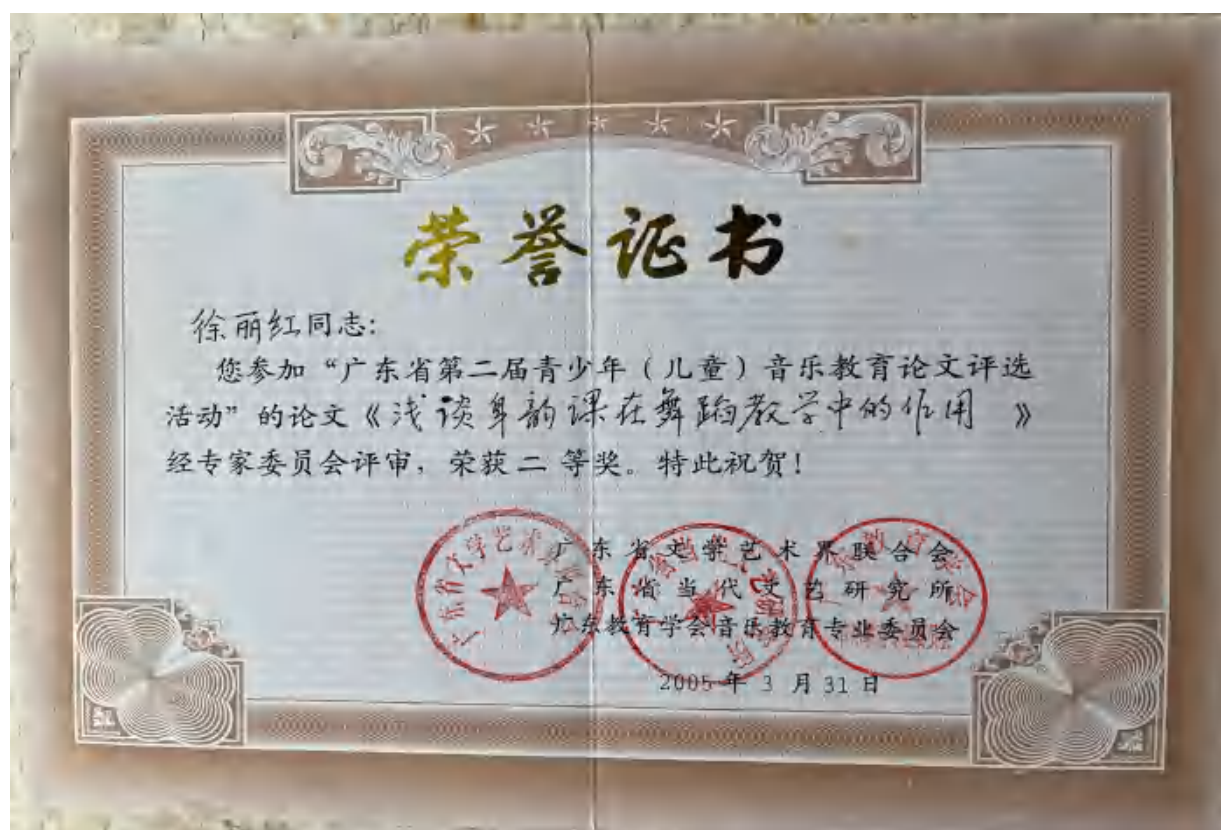 荣誉证书
徐丽红同志:
您参加“广东省第二届青少年(儿童)音乐教育论文评选
活动”的论文《浅谈身韵课在舞蹈教学中的作用 》
经专家委员会评审,荣获二等奖。特此祝贺!
广东省文学艺术界联合会
广东省当代文艺研究所
广东教育学会音乐教育专业委员会
2005年3月31日